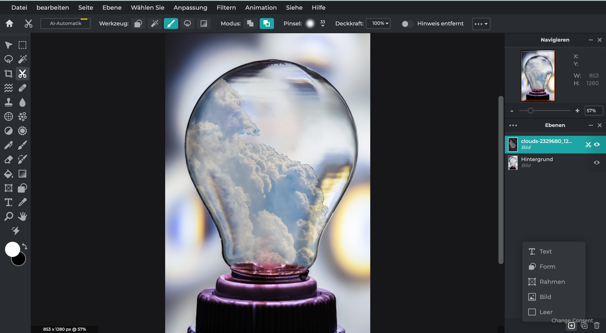 Datei bearbeiten Seite Ebene Wählen Sie Anpassung Filtern Animation Siehe Hilfe
AI-Automatik Werkzeug: Modus: Pinsel: Deckkraft: 100% Hinweis entfernt
Navigieren
X:
Y:
W: 853
H: 1280
57%
Ebenen
clouds-2329680_12...
Bild
Hintergrund
Bild
Text
Form
Rahmen
Bild
Leer
Change Content
853 x 1280 px @ 57%